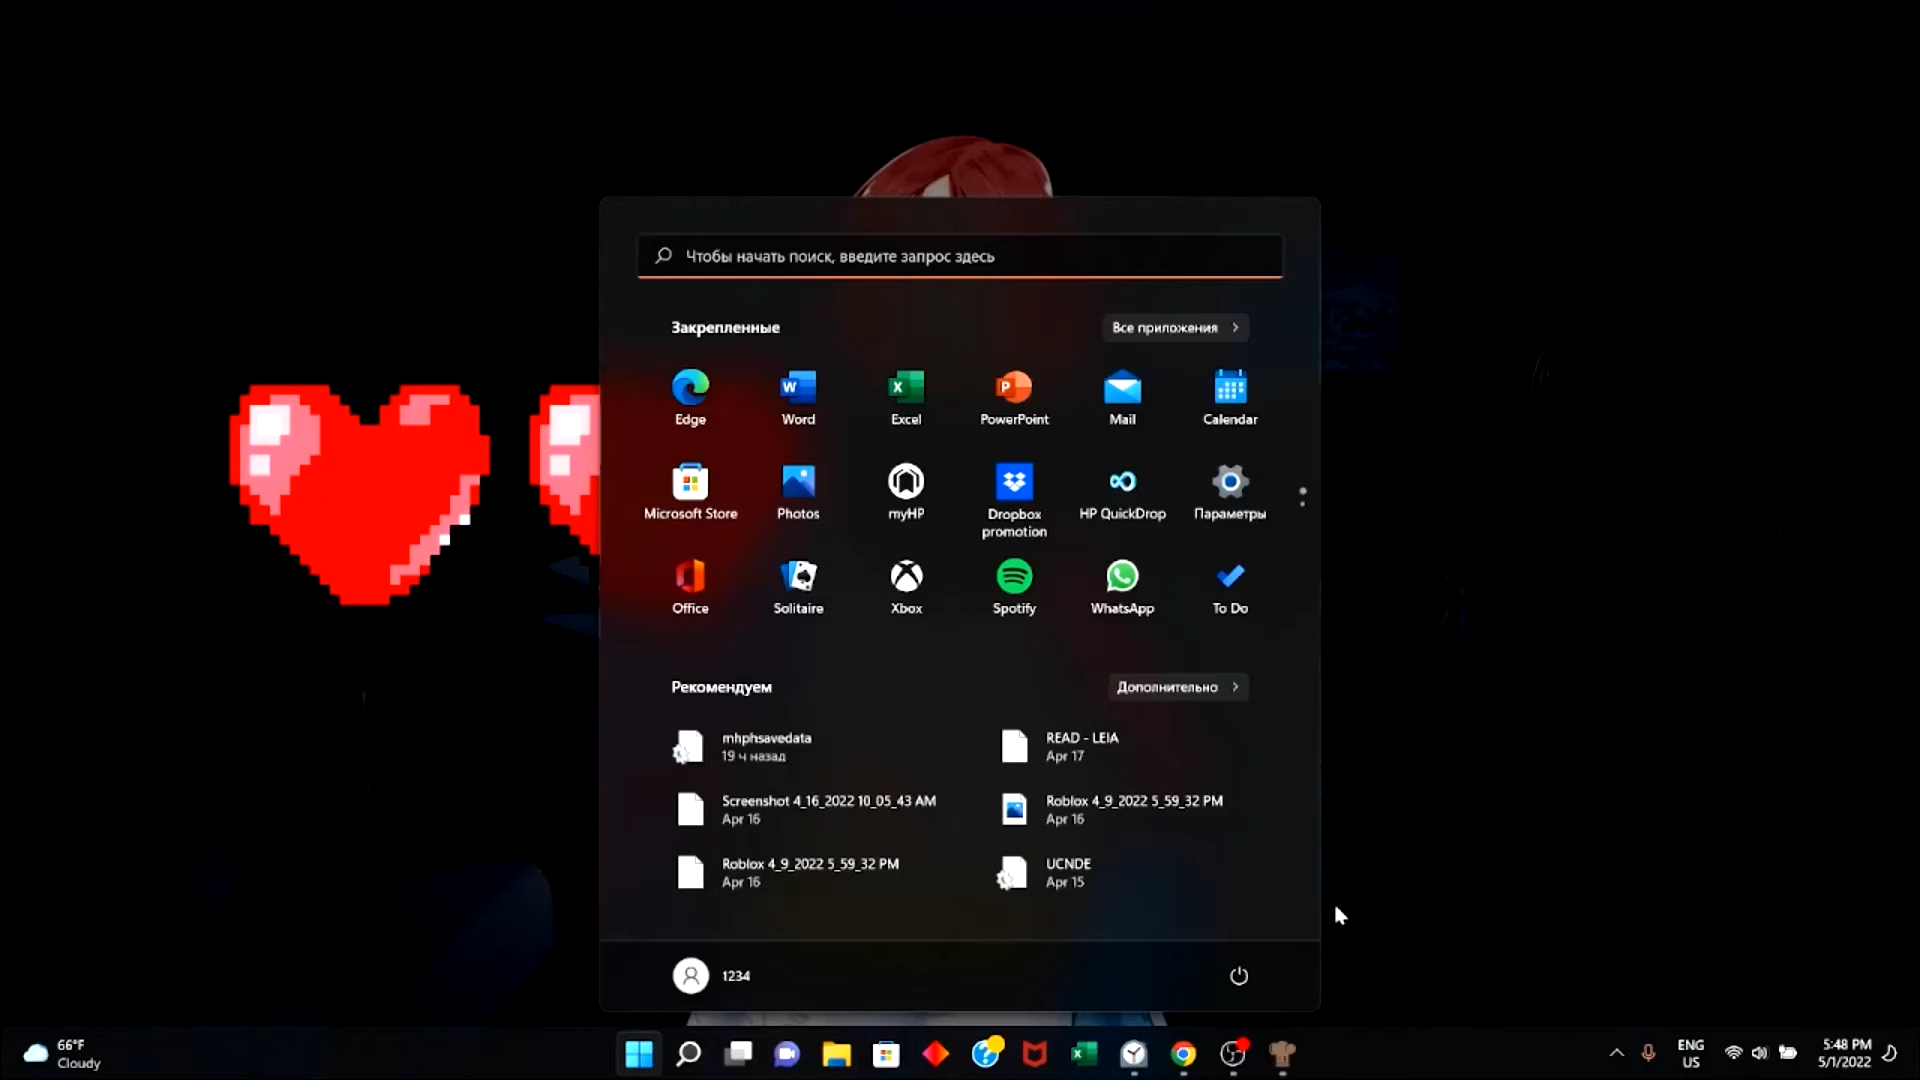 Чтобы начать поиск, введите запрос здесь
Закрепленные
Все приложения
Edge
Word
Excel
PowerPoint
Mail
Calendar
Microsoft Store
Photos
myHP
Dropbox
promotion
HP QuickDrop
Параметры
Office
Solitaire
Xbox
Spotify
WhatsApp
To Do
Рекомендуем
Дополнительно
mhphsavedata
19 ч назад
READ - LEIA
Apr 17
Screenshot 4_16_2022 10_05_43 AM
Apr 16
Roblox 4_9_2022 5_59_32 PM
Apr 16
Roblox 4_9_2022 5_59_32 PM
Apr 16
UCNDE
Apr 15
1234
66°F
Cloudy
ENG
US
5:48 PM
5/1/2022